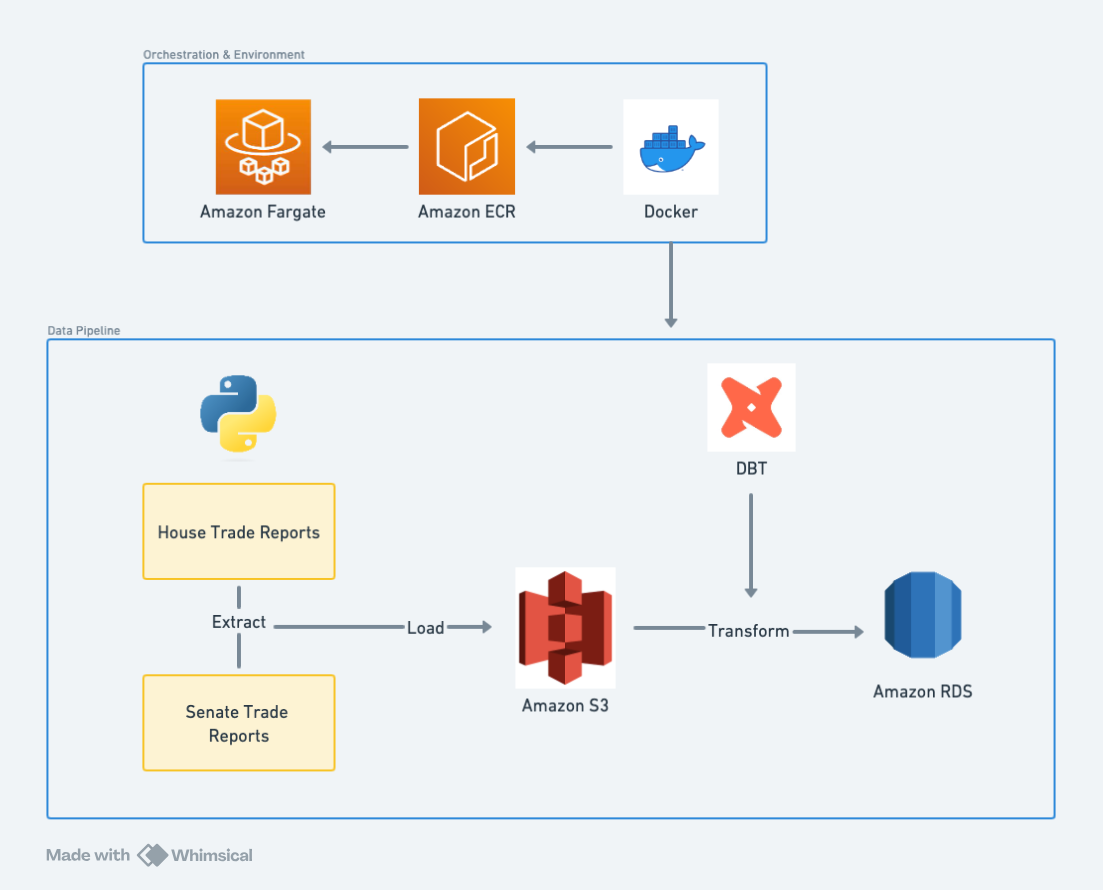 Orchestration & Environment
Amazon Fargate
Amazon ECR
Docker
Data Pipeline
DBT
House Trade Reports
Extract
Load
Transform
Senate Trade
Reports
Amazon S3
Amazon RDS
Made with Whimsical